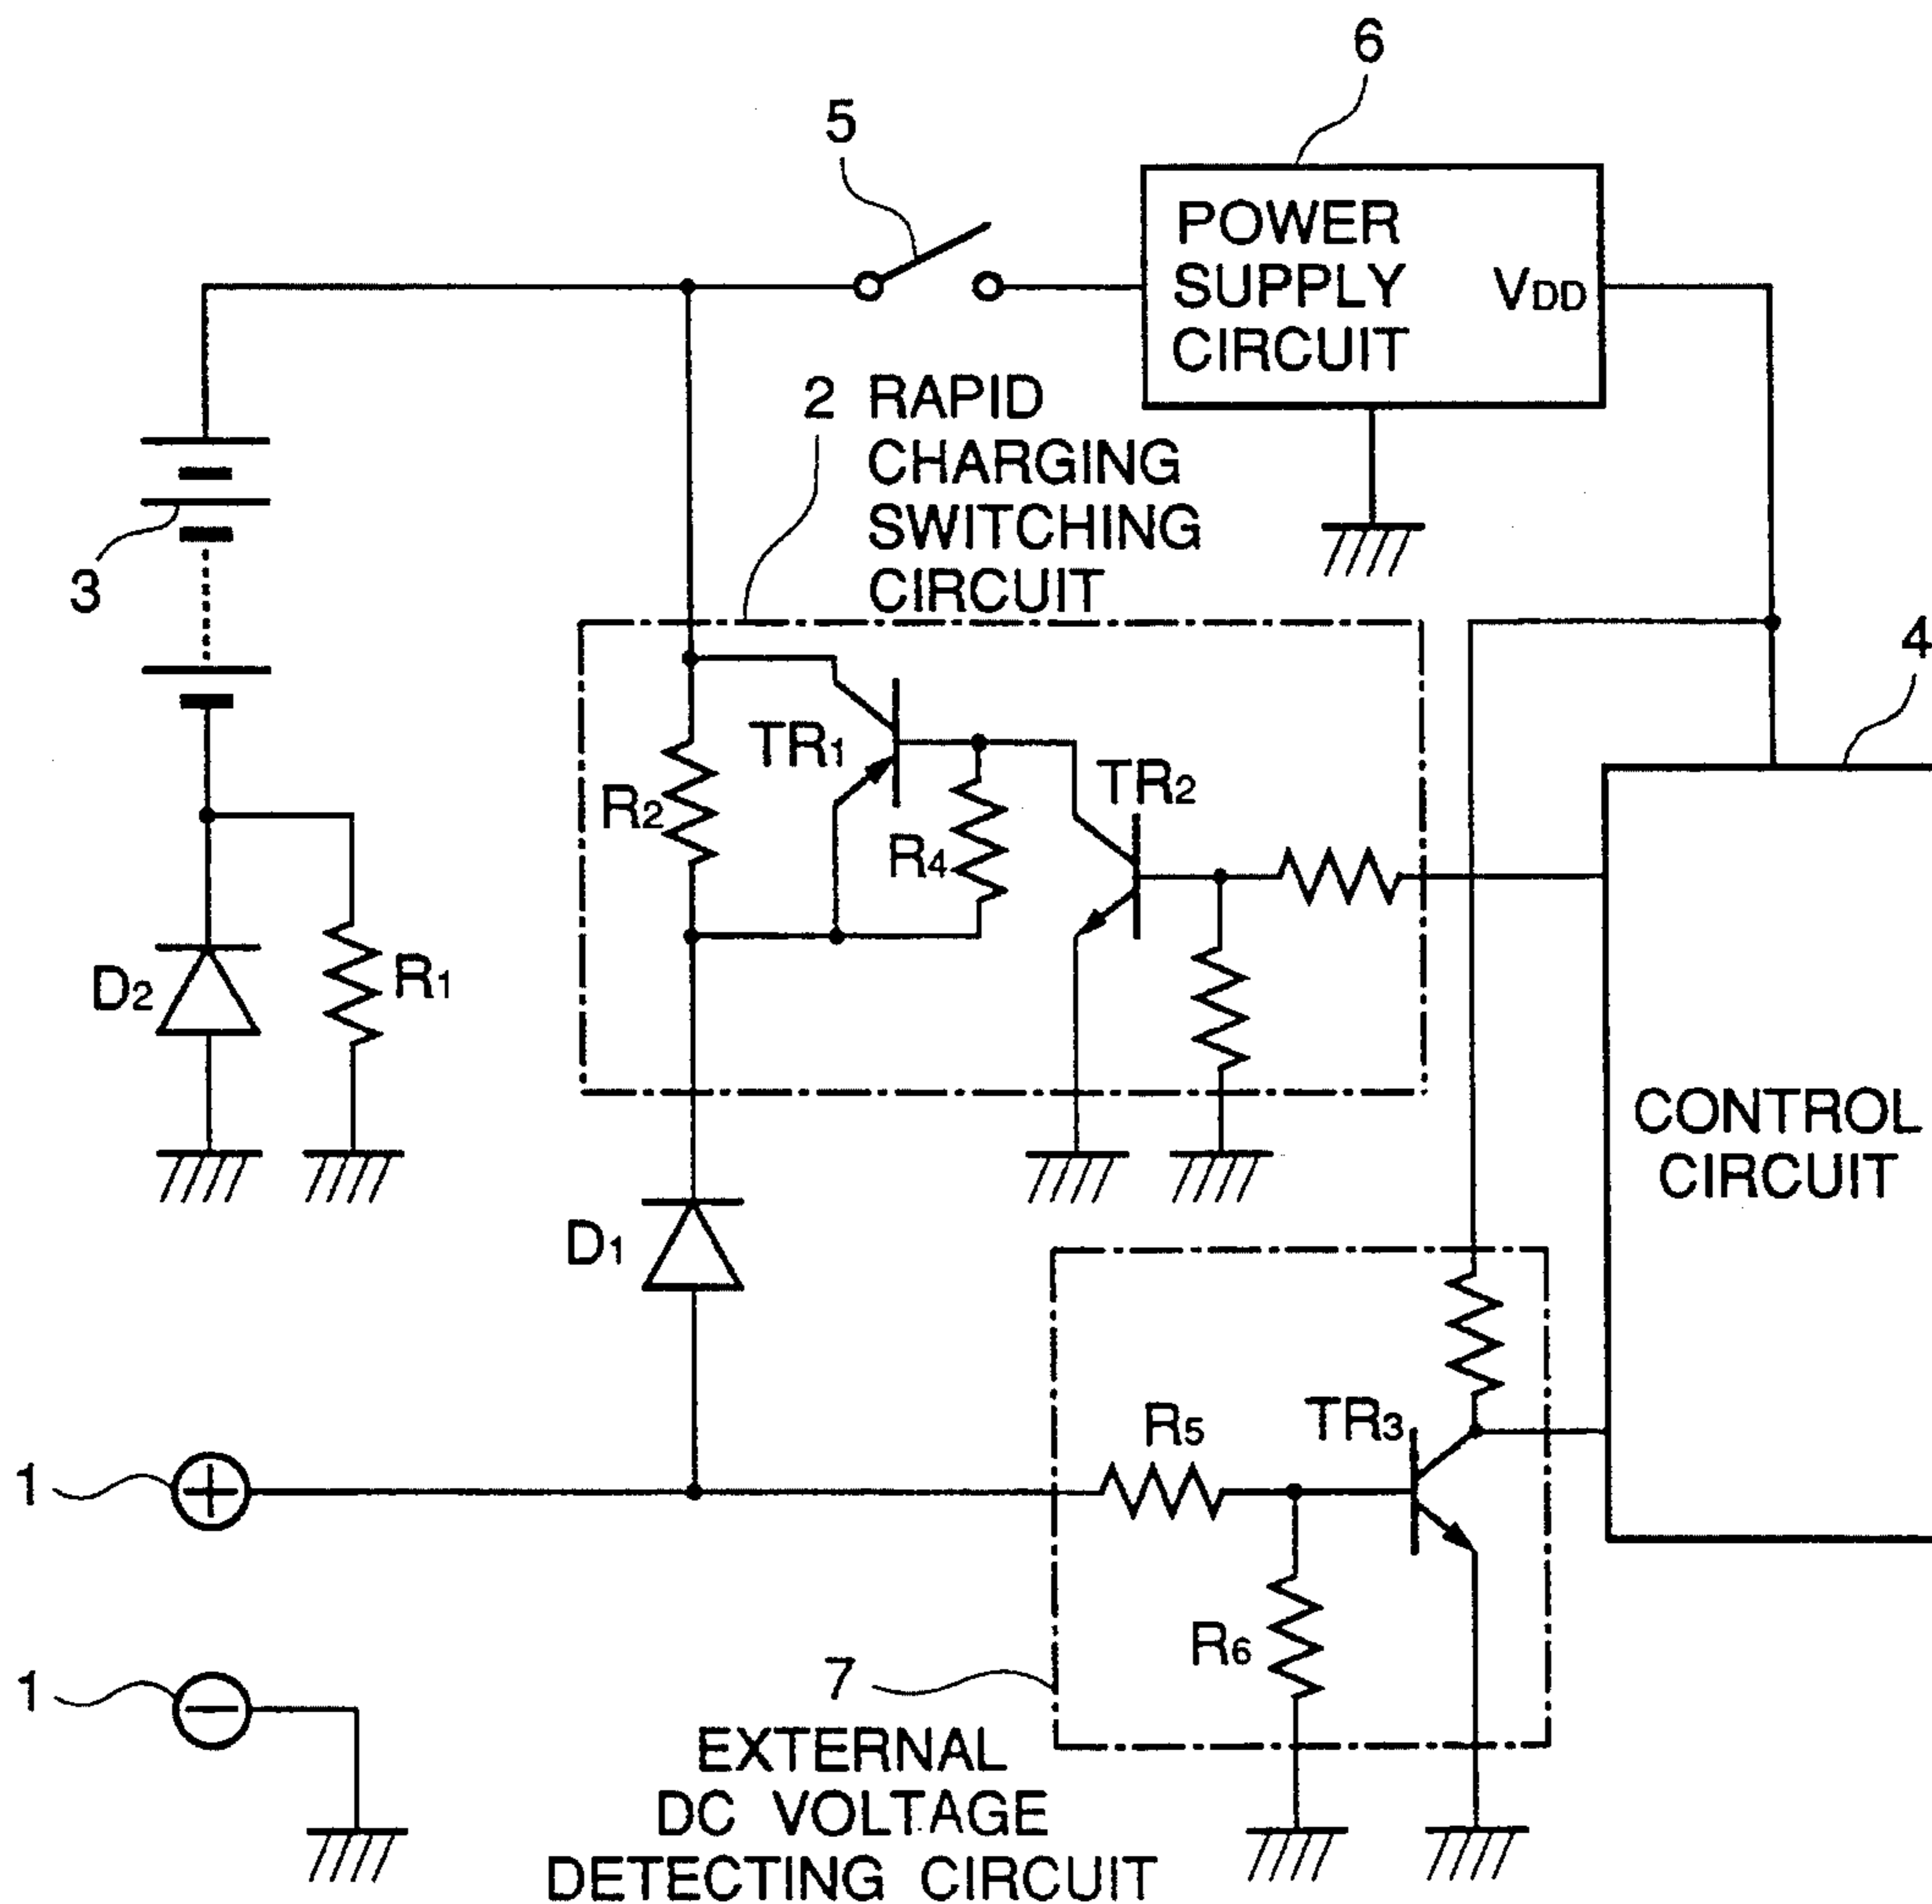 6
5
POWER
SUPPLY
CIRCUIT
VDD
2 RAPID
CHARGING
SWITCHING
CIRCUIT
3
4
TR1
TR2
R2
R4
D2
R1
CONTROL
CIRCUIT
D1
R5
TR3
1
R6
1
7
EXTERNAL
DC VOLTAGE
DETECTING CIRCUIT